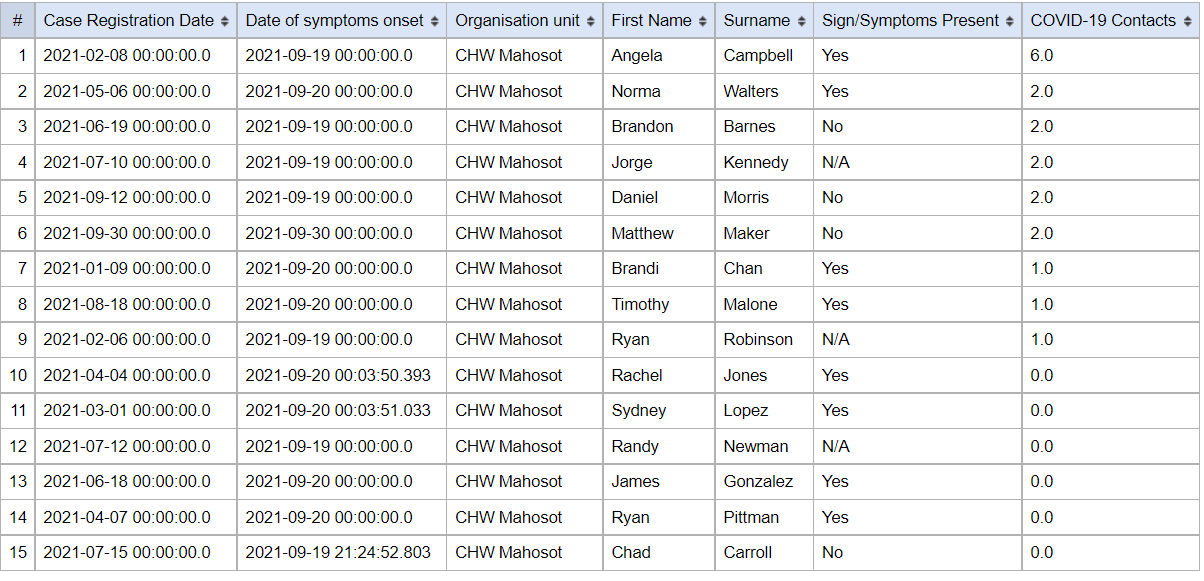 # Case Registration Date Date of symptoms onset Organisation unit First Name Surname Sign/Symptoms Present COVID-19 Contacts
1 2021-02-08 00:00:00.0 2021-09-19 00:00:00.0 CHW Mahosot Angela Campbell Yes 6.0
2 2021-05-06 00:00:00.0 2021-09-20 00:00:00.0 CHW Mahosot Norma Walters Yes 2.0
3 2021-06-19 00:00:00.0 2021-09-19 00:00:00.0 CHW Mahosot Brandon Barnes No 2.0
4 2021-07-10 00:00:00.0 2021-09-19 00:00:00.0 CHW Mahosot Jorge Kennedy N/A 2.0
5 2021-09-12 00:00:00.0 2021-09-19 00:00:00.0 CHW Mahosot Daniel Morris No 2.0
6 2021-09-30 00:00:00.0 2021-09-30 00:00:00.0 CHW Mahosot Matthew Maker No 2.0
7 2021-01-09 00:00:00.0 2021-09-20 00:00:00.0 CHW Mahosot Brandi Chan Yes 1.0
8 2021-08-18 00:00:00.0 2021-09-20 00:00:00.0 CHW Mahosot Timothy Malone Yes 1.0
9 2021-02-06 00:00:00.0 2021-09-19 00:00:00.0 CHW Mahosot Ryan Robinson N/A 1.0
10 2021-04-04 00:00:00.0 2021-09-20 00:03:50.393 CHW Mahosot Rachel Jones Yes 0.0
11 2021-03-01 00:00:00.0 2021-09-20 00:03:51.033 CHW Mahosot Sydney Lopez Yes 0.0
12 2021-07-12 00:00:00.0 2021-09-19 00:00:00.0 CHW Mahosot Randy Newman N/A 0.0
13 2021-06-18 00:00:00.0 2021-09-20 00:00:00.0 CHW Mahosot James Gonzalez Yes 0.0
14 2021-04-07 00:00:00.0 2021-09-20 00:00:00.0 CHW Mahosot Ryan Pittman Yes 0.0
15 2021-07-15 00:00:00.0 2021-09-19 21:24:52.803 CHW Mahosot Chad Carroll No 0.0